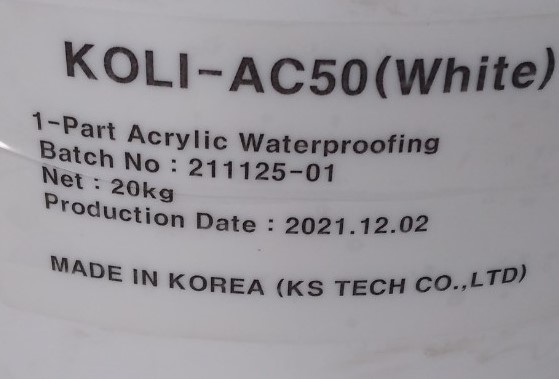 KOLI-AC50(White)
1-Part Acrylic Waterproofing
Batch No : 211125-01
Net : 20kg
Production Date : 2021.12.02
MADE IN KOREA (KS TECH CO.,LTD)